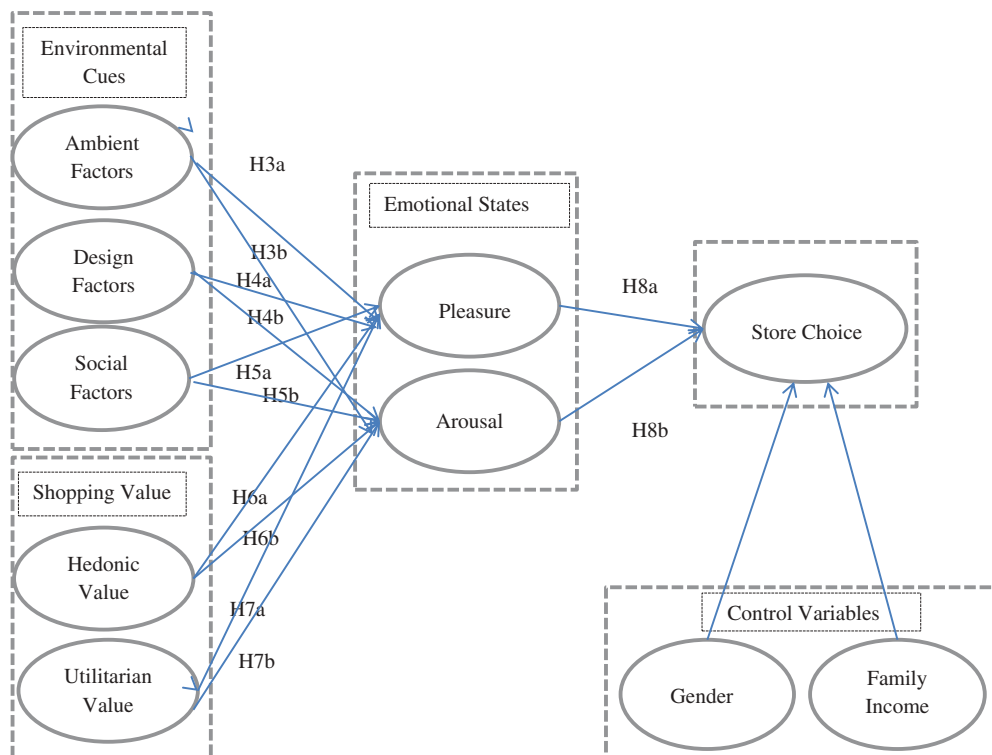 Environmental
Cues
Ambient
Factors
Design
Factors
Social
Factors
Shopping Value
Hedonic
Value
Utilitarian
Value
H3a
H3b
H4a
H4b
H5a
H5b
H6a
H6b
H7a
H7b
Emotional States
Pleasure
Arousal
H8a
H8b
Store Choice
Control Variables
Gender
Family
Income